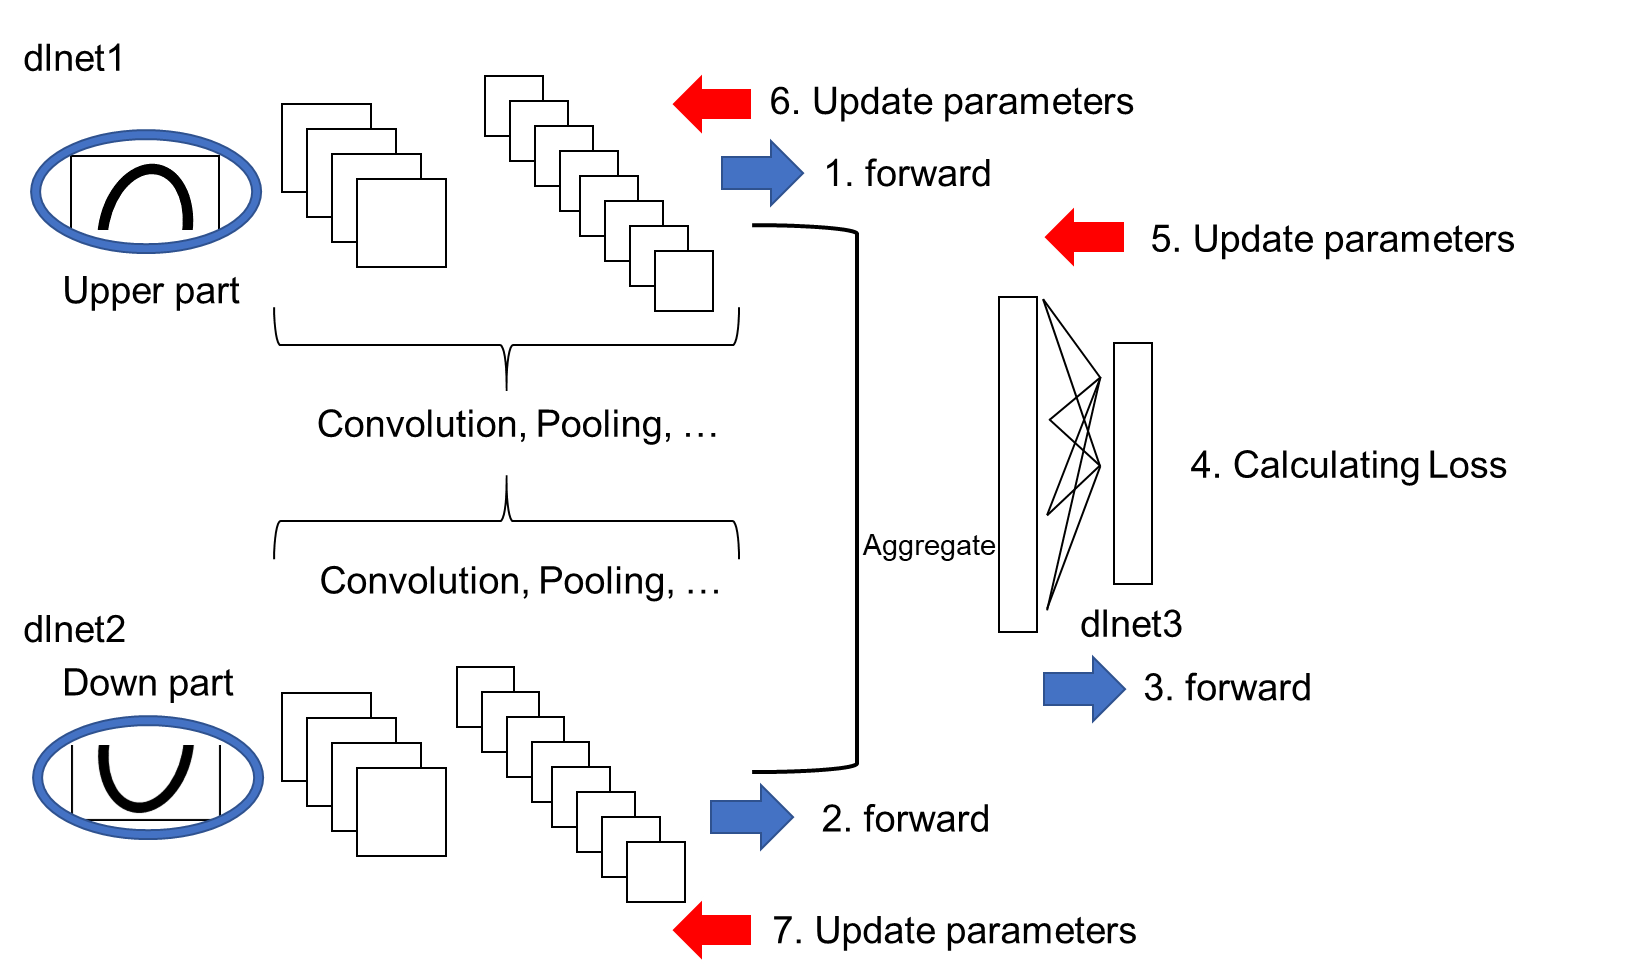 dlnet1
6. Update parameters
1. forward
5. Update parameters
Upper part
Convolution, Pooling, …
4. Calculating Loss
Aggregate
Convolution, Pooling, …
dlnet2
dlnet3
Down part
3. forward
2. forward
7. Update parameters